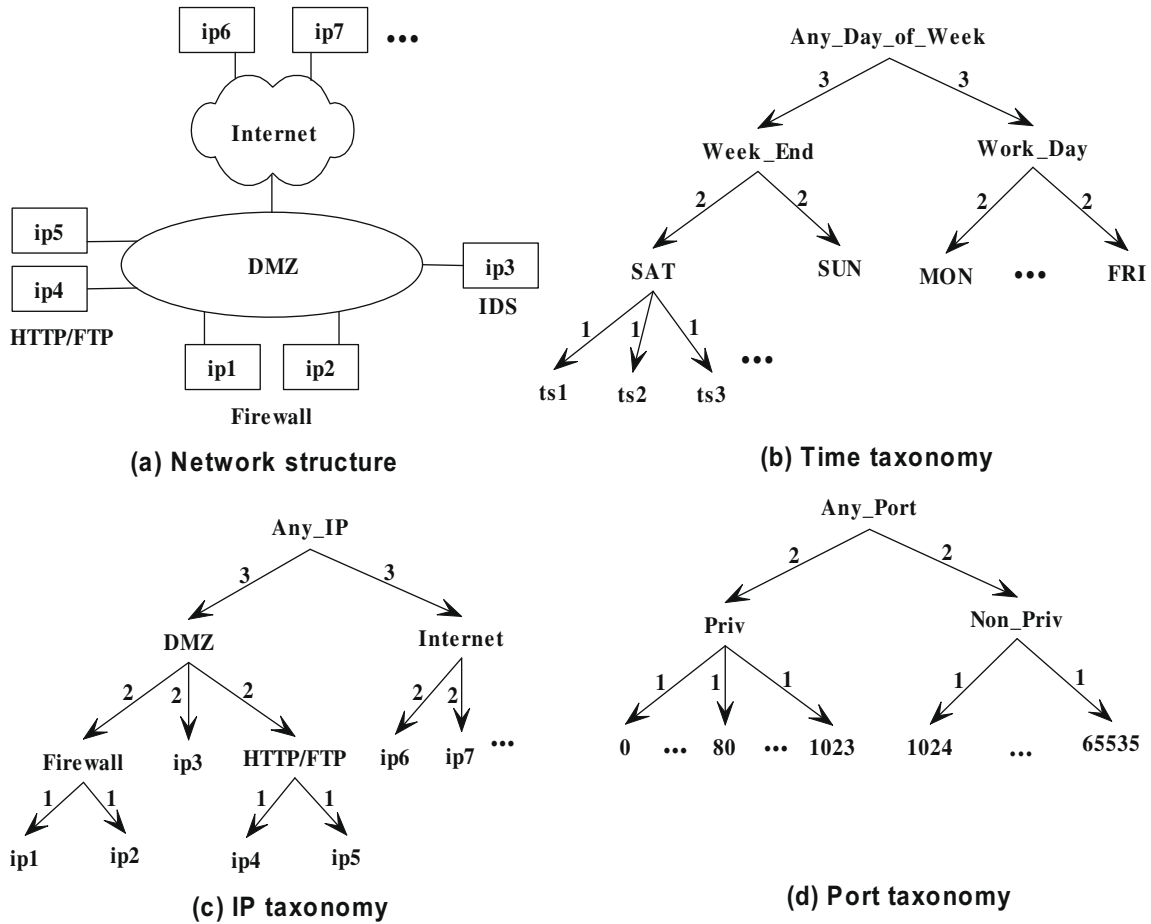 ip6 ip7 ...
Internet
ip5
ip4
HTTP/FTP
DMZ
ip3
IDS
ip1 ip2
Firewall
(a) Network structure
Any_Day_of_Week
3 3
Week_End Work_Day
2 2 2 2
SAT SUN MON ... FRI
1 1 1
ts1 ts2 ts3 ...
(b) Time taxonomy
Any_IP
3 3
DMZ Internet
2 2 2 2 2
Firewall ip3 HTTP/FTP ip6 ip7 ...
1 1 1 1
ip1 ip2 ip4 ip5
(c) IP taxonomy
Any_Port
2 2
Priv Non_Priv
1 1 1 1 1
0 ... 80 ... 1023 1024 ... 65535
(d) Port taxonomy